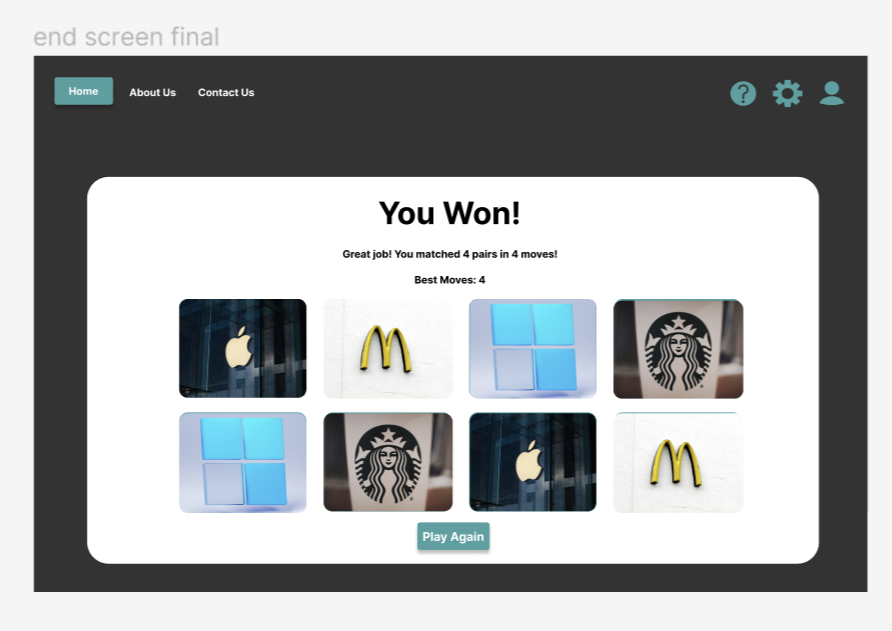 end screen final
Home
About Us
Contact Us
?
You Won!
Great job! You matched 4 pairs in 4 moves!
Best Moves: 4
Play Again